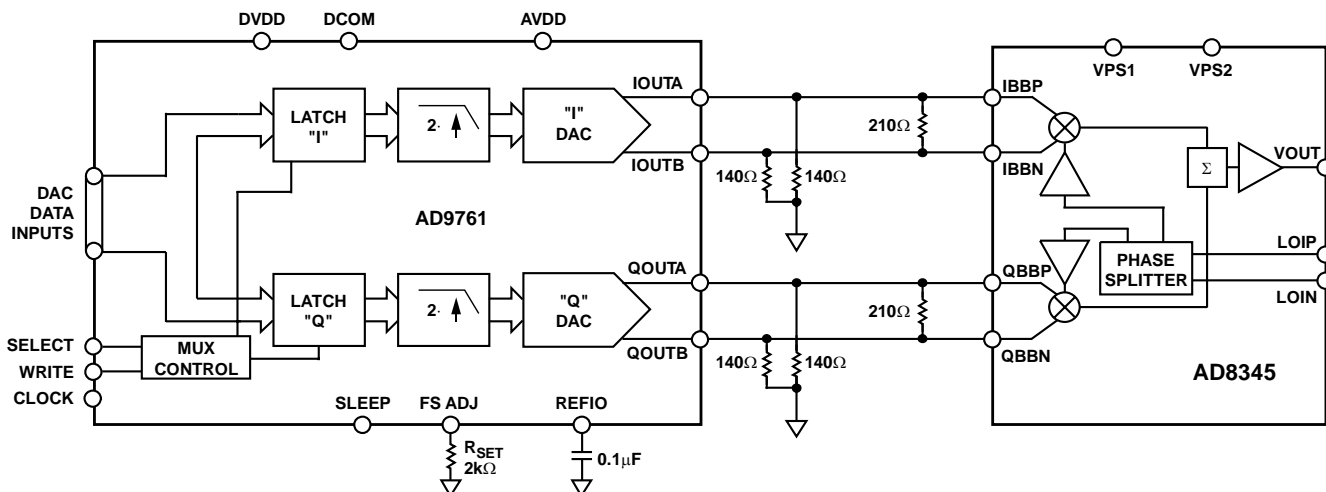 DVDD
DCOM
AVDD
VPS1
VPS2
LATCH
"I"
2·
"I"
DAC
IOUTA
IOUTB
210Ω
140Ω
140Ω
IBBP
IBBN
Σ
VOUT
DAC
DATA
INPUTS
AD9761
PHASE
SPLITTER
LOIP
LOIN
LATCH
"Q"
2·
"Q"
DAC
QOUTA
QOUTB
210Ω
140Ω
140Ω
QBBP
QBBN
AD8345
SELECT
WRITE
CLOCK
MUX
CONTROL
SLEEP
FS ADJ
REFIO
RSET
2kΩ
0.1μF